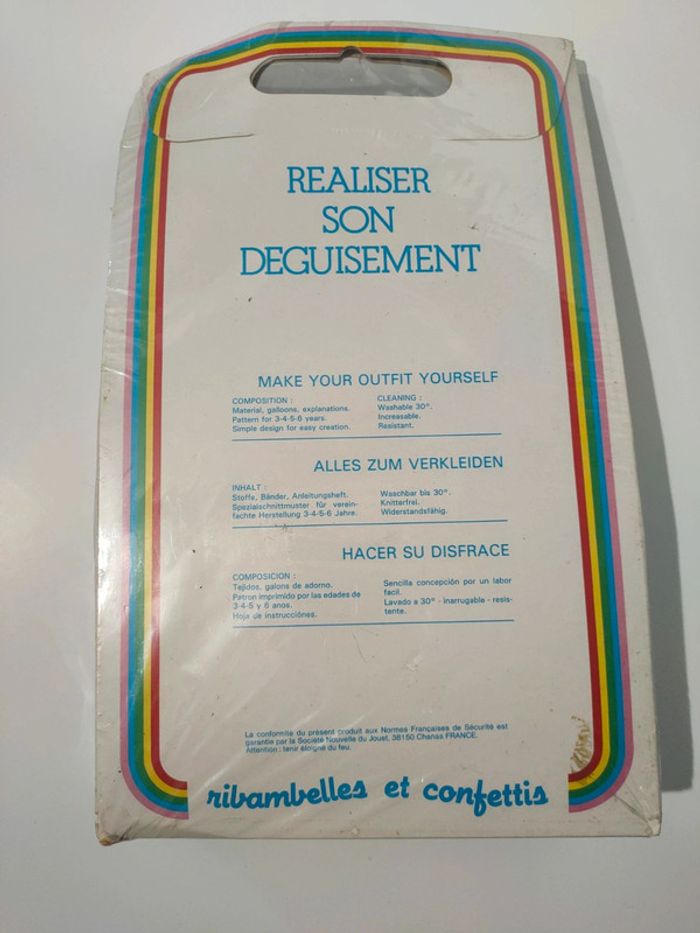 REALISER
SON
DEGUISEMENT
MAKE YOUR OUTFIT YOURSELF
COMPOSITION :
Material, galloons, explanations.
Pattern for 3-4-5-6 years.
Simple design for easy creation.
CLEANING :
Washable 30°.
Increasable.
Resistant.
ALLES ZUM VERKLEIDEN
INHALT :
Stoffe, Bänder, Anleitungsheft.
Spezialschnittmuster für verein-
fachte Herstellung 3-4-5-6 Jahre.
Waschbar bis 30°.
Knitterfrei.
Widerstandsfähig.
HACER SU DISFRACE
COMPOSICION :
Tejidos, galons de adorno.
Patron imprimido por las edades de
3-4-5 y 6 anos.
Hoja de instrucciónes.
Sencilla concepción por un labor
facil.
Lavado a 30° - inarrugable - resis-
tente.
La conformité du présent produit aux Normes Françaises de Sécurité est
garantie par la Société Nouvelle du Jouet, 38150 Chanas FRANCE.
Attention : tenir éloigné du feu.
ribambelles et confettis